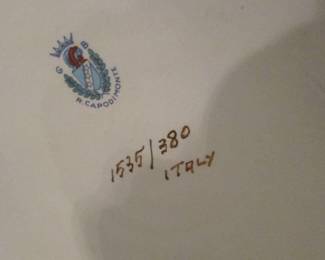 G B
R. CAPODIMONTE
1535/380
ITALY